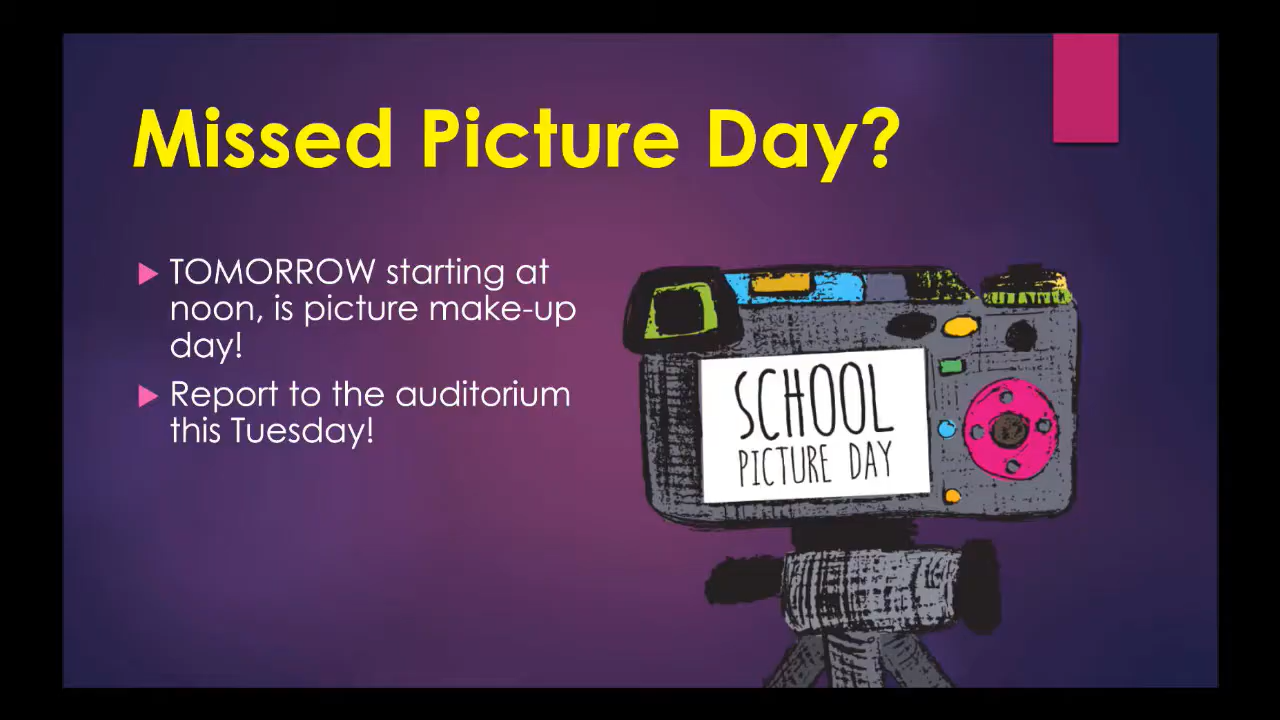 Missed Picture Day?
TOMORROW starting at
noon, is picture make-up
day!
Report to the auditorium
this Tuesday!
SCHOOL
PICTURE DAY